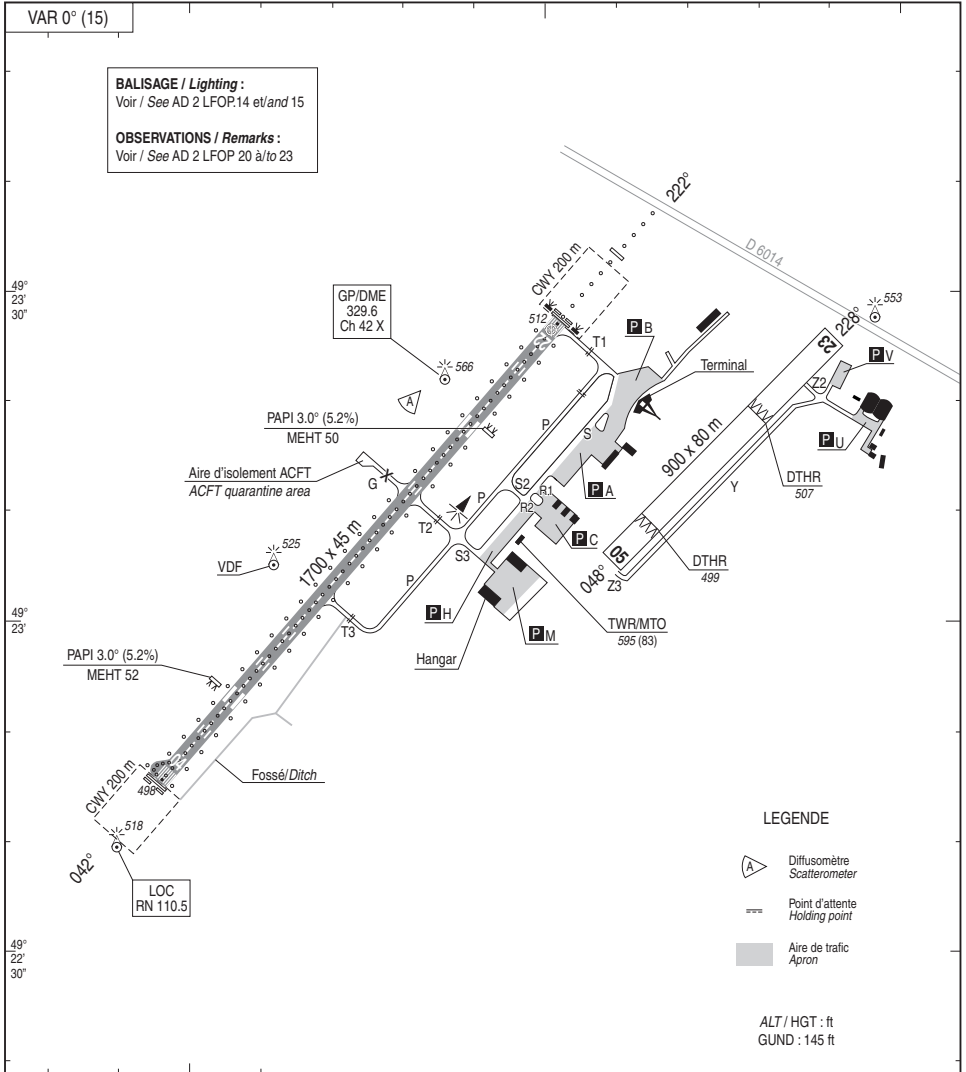 VAR 0° (15)
BALISAGE / Lighting :
Voir / See AD 2 LFOP.14 et/and 15
OBSERVATIONS / Remarks :
Voir / See AD 2 LFOP 20 à/to 23
222°
D 6014
CWY 200 m
49°
23'
30"
GP/DME
329.6
Ch 42 X
512
553
228°
23
P B
T1
P V
Terminal
566
Z2
A
PAPI 3.0° (5.2%)
MEHT 50
P
S
900 x 80 m
P U
Aire d'isolement ACFT
ACFT quarantine area
G
DTHR
507
P A
S2
R1
Y
P
R2
T2
P C
525
VDF
1700 x 45 m
S3
05
DTHR
499
048°
Z3
P
P H
TWR/MTO
595 (83)
49°
23'
T3
P M
Hangar
PAPI 3.0° (5.2%)
MEHT 52
Fossé/Ditch
CWY 200 m
498
518
042°
LOC
RN 110.5
LEGENDE
A
Diffusomètre
Scatterometer
Point d'attente
Holding point
Aire de trafic
Apron
49°
22'
30"
ALT / HGT : ft
GUND : 145 ft